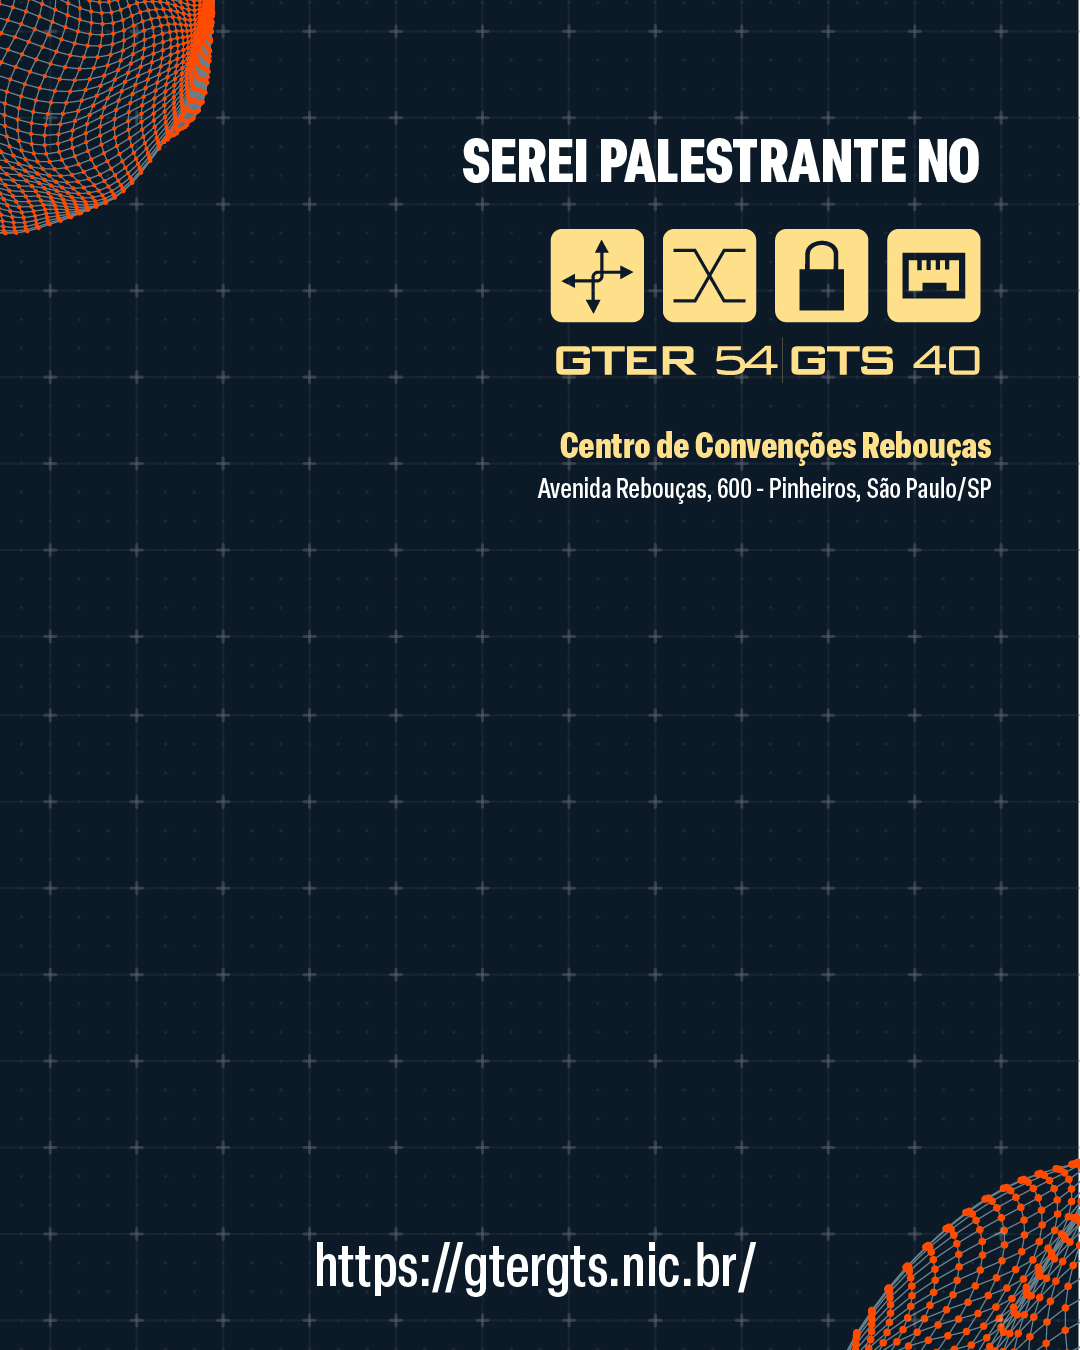 SEREI PALESTRANTE NO
GTER 54 GTS 40
Centro de Convenções Rebouças
Avenida Rebouças, 600 - Pinheiros, São Paulo/SP
https://gtergts.nic.br/